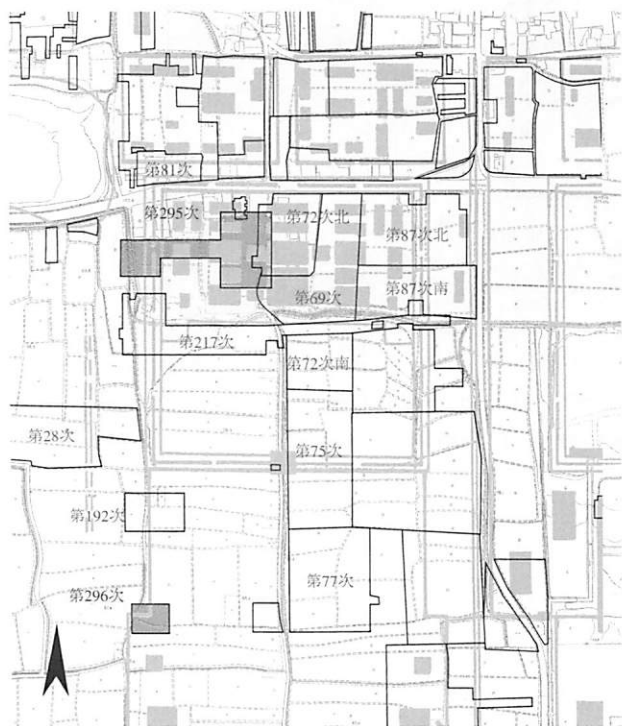 第81次
第295次
第72次北
第87次北
第69次
第87次南
第217次
第72次南
第28次
第75次
第192次
第296次
第77次